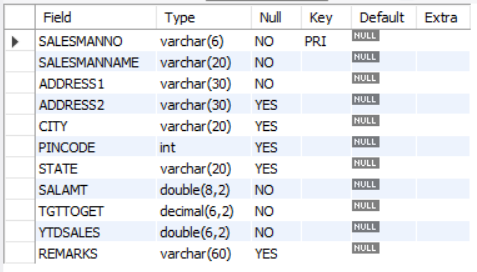 Field Type Null Key Default Extra
SALESMANNO varchar(6) NO PRI NULL
SALESMANNAME varchar(20) NO NULL
ADDRESS1 varchar(30) NO NULL
ADDRESS2 varchar(30) YES NULL
CITY varchar(20) YES NULL
PINCODE int YES NULL
STATE varchar(20) YES NULL
SALAMT double(8,2) NO NULL
TGTTOGET decimal(6,2) NO NULL
YTDSALES double(6,2) NO NULL
REMARKS varchar(60) YES NULL